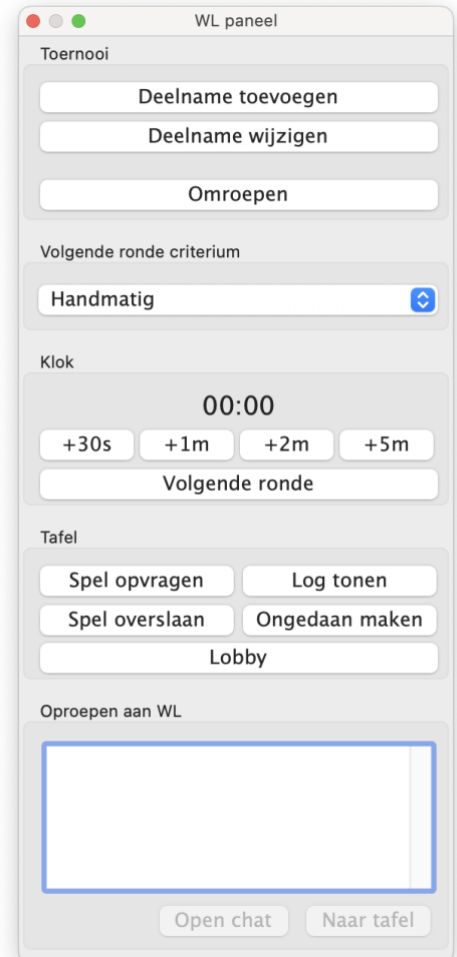 WL paneel
Toernooi
Deelname toevoegen
Deelname wijzigen
Omroepen
Volgende ronde criterium
Handmatig
Klok
00:00
+30s +1m +2m +5m
Volgende ronde
Tafel
Spel opvragen Log tonen
Spel overslaan Ongedaan maken
Lobby
Oproepen aan WL
Open chat Naar tafel